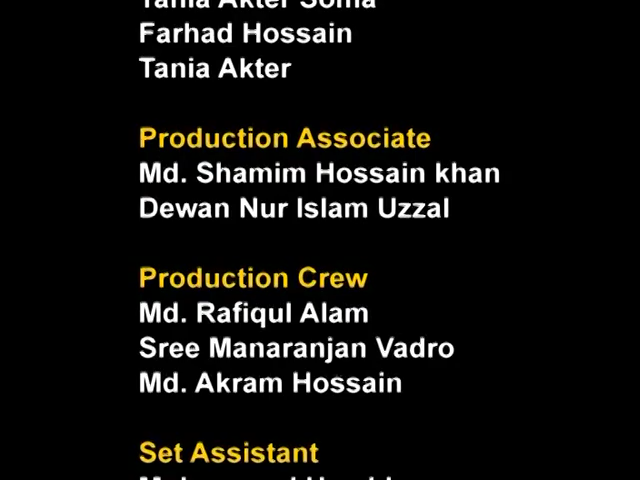 Tania Akter Soma
Farhad Hossain
Tania Akter
Production Associate
Md. Shamim Hossain khan
Dewan Nur Islam Uzzal
Production Crew
Md. Rafiqul Alam
Sree Manaranjan Vadro
Md. Akram Hossain
Set Assistant